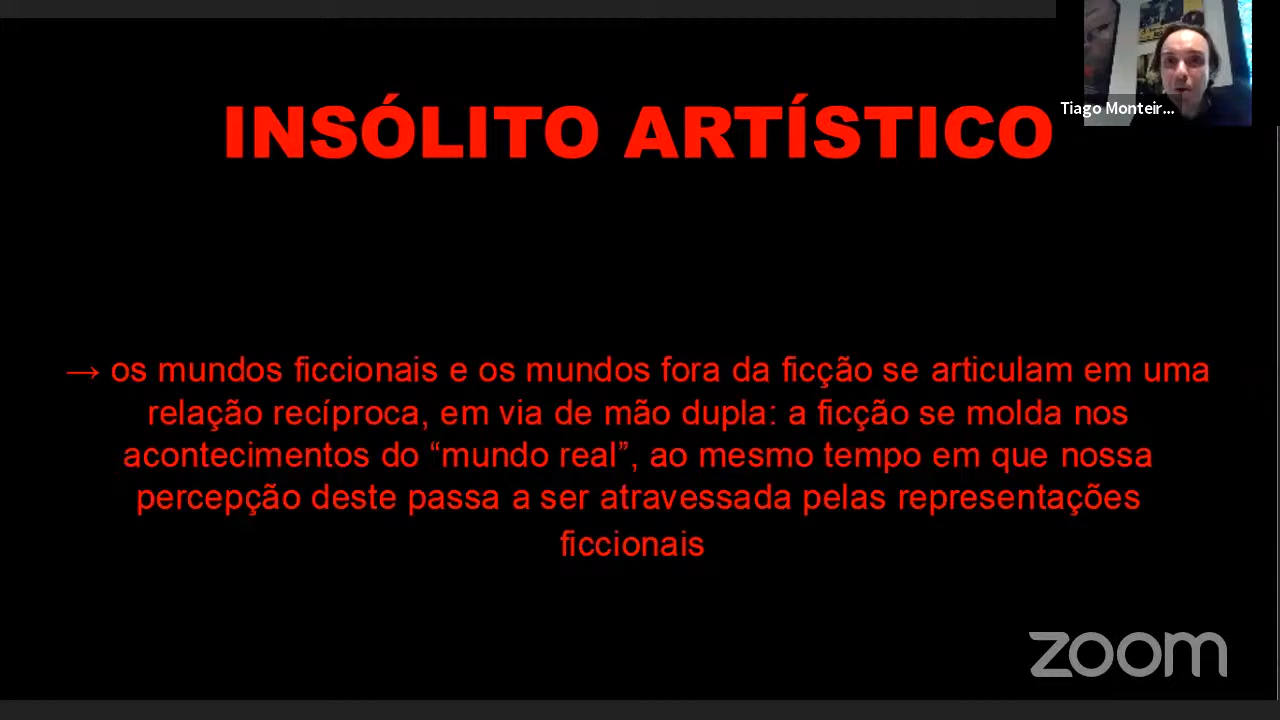 INSÓLITO ARTÍSTICO
Tiago Monteir...
→ os mundos ficcionais e os mundos fora da ficção se articulam em uma
relação recíproca, em via de mão dupla: a ficção se molda nos
acontecimentos do “mundo real”, ao mesmo tempo em que nossa
percepção deste passa a ser atravessada pelas representações
ficcionais
zoom